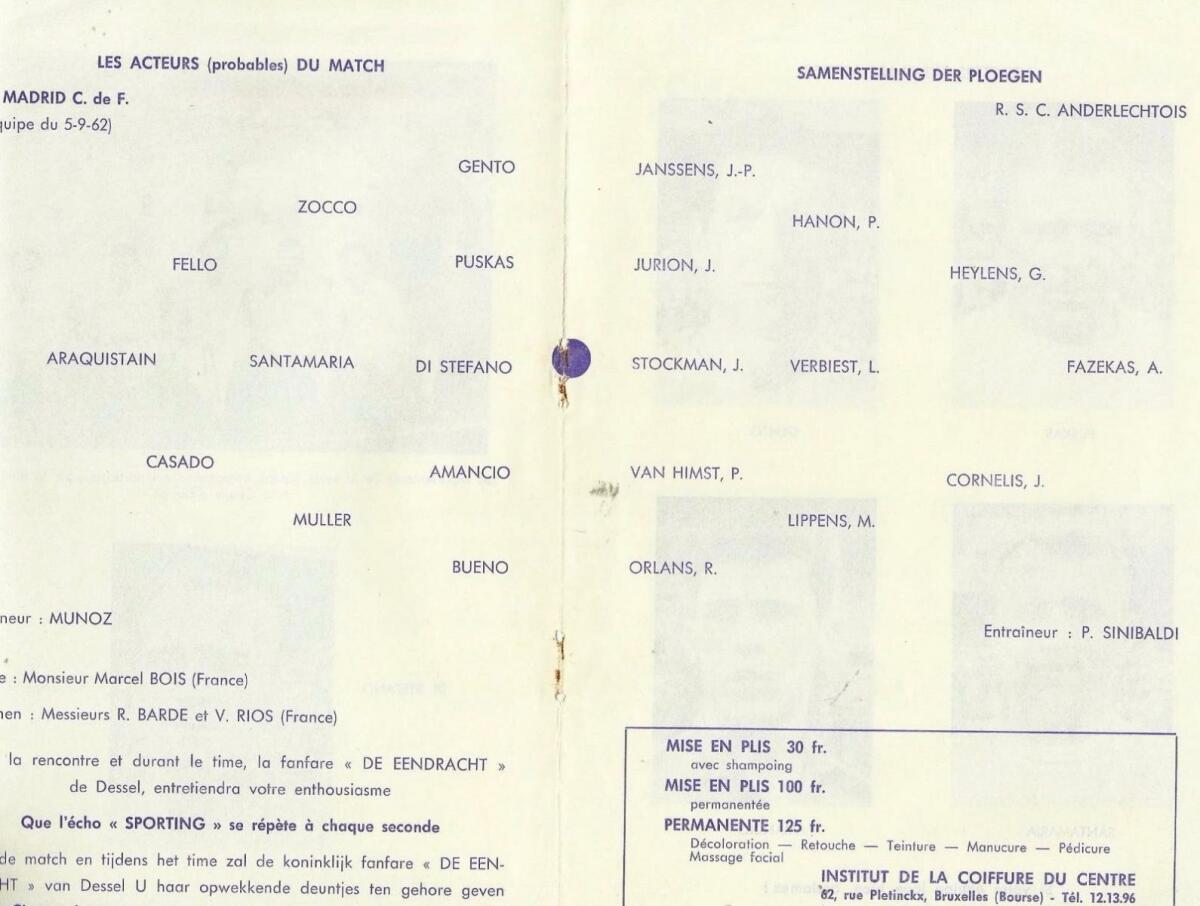 LES ACTEURS (probables) DU MATCH
MADRID C. de F.
quipe du 5-9-62)
GENTO
ZOCCO
FELLO
PUSKAS
ARAQUISTAIN
SANTAMARIA
DI STEFANO
CASADO
AMANCIO
MULLER
BUENO
neur : MUNOZ
e : Monsieur Marcel BOIS (France)
men : Messieurs R. BARDE et V. RIOS (France)
la rencontre et durant le time, la fanfare « DE EENDRACHT »
de Dessel, entretiendra votre enthousiasme
Que l'écho « SPORTING » se répète à chaque seconde
de match en tijdens het time zal de koninklijk fanfare « DE EEN-
HT » van Dessel U haar opwekkende deuntjes ten gehore geven
SAMENSTELLING DER PLOEGEN
R. S. C. ANDERLECHTOIS
JANSSENS, J.-P.
HANON, P.
JURION, J.
HEYLENS, G.
STOCKMAN, J.
VERBIEST, L.
FAZEKAS, A.
VAN HIMST, P.
CORNELIS, J.
LIPPENS, M.
ORLANS, R.
Entraîneur : P. SINIBALDI
MISE EN PLIS 30 fr.
avec shampoing
MISE EN PLIS 100 fr.
permanentée
PERMANENTE 125 fr.
Décoloration — Retouche — Teinture — Manucure — Pédicure
Massage facial
INSTITUT DE LA COIFFURE DU CENTRE
62, rue Pletinckx, Bruxelles (Bourse) - Tél. 12.13.96